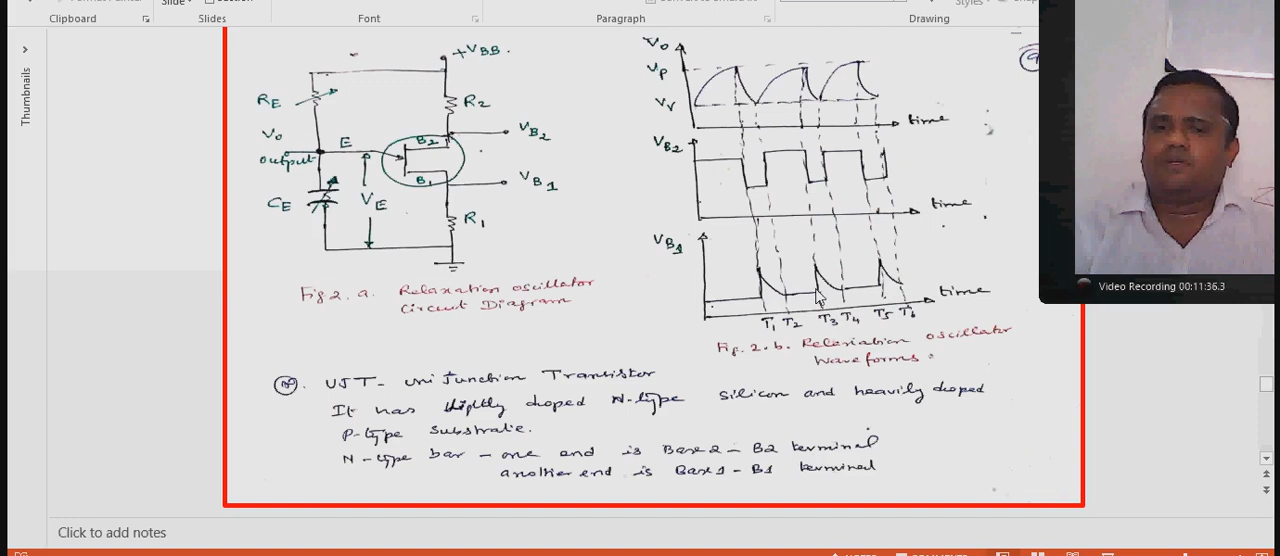 Clipboard
Slides
Font
Paragraph
Drawing
Thumbnails
+VBB.
RE
R2
Vo
output
E
B2
VB2
B1
VB1
CE
VE
R1
Fig 2. a. Relaxation oscillator
Circuit Diagram
Vo
Vp
Vv
time
VB2
time
VB1
time
T1 T2 T3 T4 T5 T6
Fig. 2.b. Relaxation oscillator
Waveforms.
UJT- uni Junction Transistor
It has lightly doped N-type silicon and heavily doped
P-type substrate.
N-type bar - one end is Base 2 - B2 terminal
another end is Base 1 - B1 terminal
Video Recording 00:11:36.3
Click to add notes